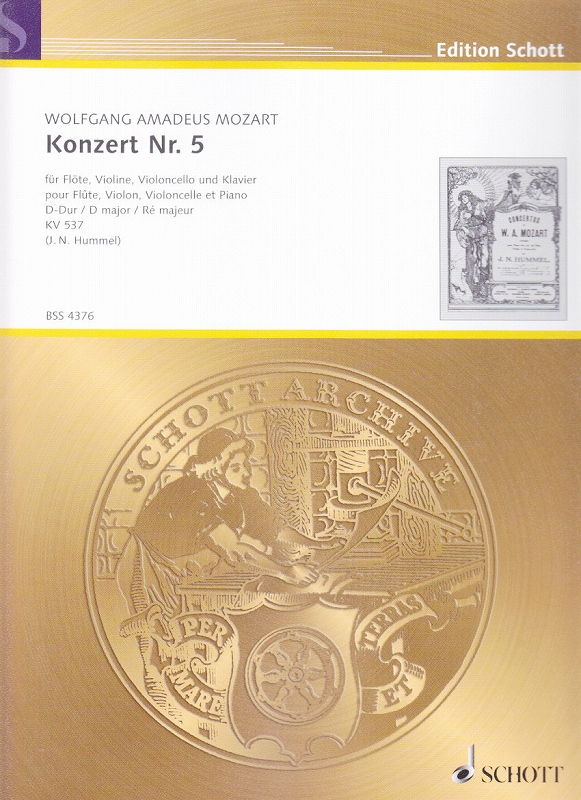 Edition Schott
WOLFGANG AMADEUS MOZART
Konzert Nr. 5
für Flöte, Violine, Violoncello und Klavier
pour Flûte, Violon, Violoncelle et Piano
D-Dur / D major / Ré majeur
KV 537
(J. N. Hummel)
CONCERTOS
W. A. MOZART
J. N. HUMMEL
BSS 4376
SCHOTT ARCHIVE
PER
MARE
ET
TERRAS
SCHOTT